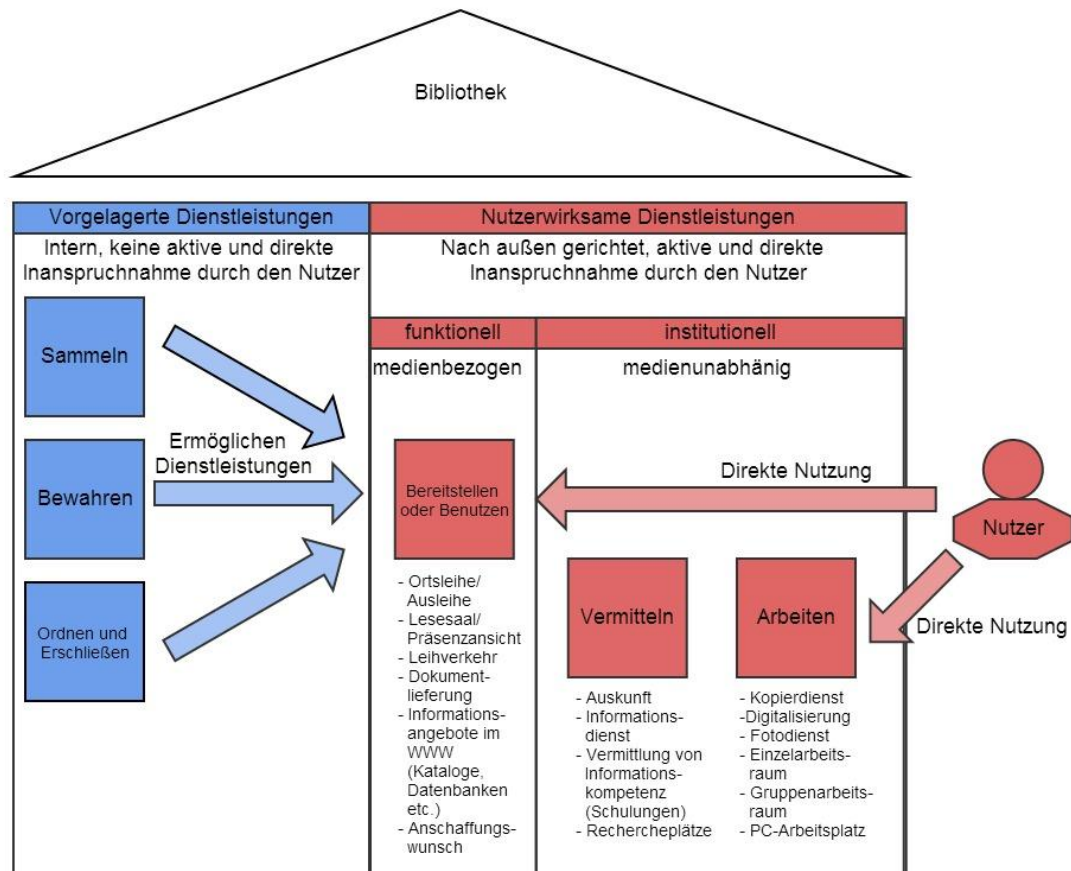 Bibliothek
Vorgelagerte Dienstleistungen
Intern, keine aktive und direkte
Inanspruchnahme durch den Nutzer
Sammeln
Bewahren
Ordnen und
Erschließen
Ermöglichen
Dienstleistungen
Nutzerwirksame Dienstleistungen
Nach außen gerichtet, aktive und direkte
Inanspruchnahme durch den Nutzer
funktionell
medienbezogen
Bereitstellen
oder Benutzen
- Ortsleihe/
Ausleihe
- Lesesaal/
Präsenzansicht
- Leihverkehr
- Dokument-
lieferung
- Informations-
angebote im
WWW
(Kataloge,
Datenbanken
etc.)
- Anschaffungs-
wunsch
institutionell
medienunabhänig
Direkte Nutzung
Vermitteln
- Auskunft
- Informations-
dienst
- Vermittlung von
Informations-
kompetenz
(Schulungen)
- Rechercheplätze
Arbeiten
- Kopierdienst
-Digitalisierung
- Fotodienst
- Einzelarbeits-
raum
- Gruppenarbeits-
raum
- PC-Arbeitsplatz
Nutzer
Direkte Nutzung